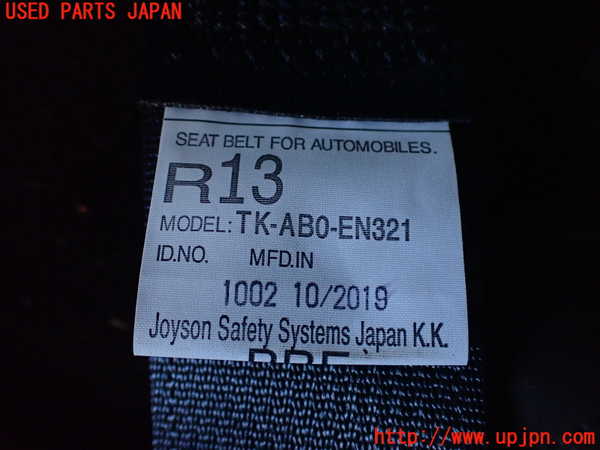 USED PARTS JAPAN
SEAT BELT FOR AUTOMOBILES.
R13
MODEL: TK-AB0-EN321
ID.NO. MFD.IN
1002 10/2019
Joyson Safety Systems Japan K.K.
http://www.upjpn.com/